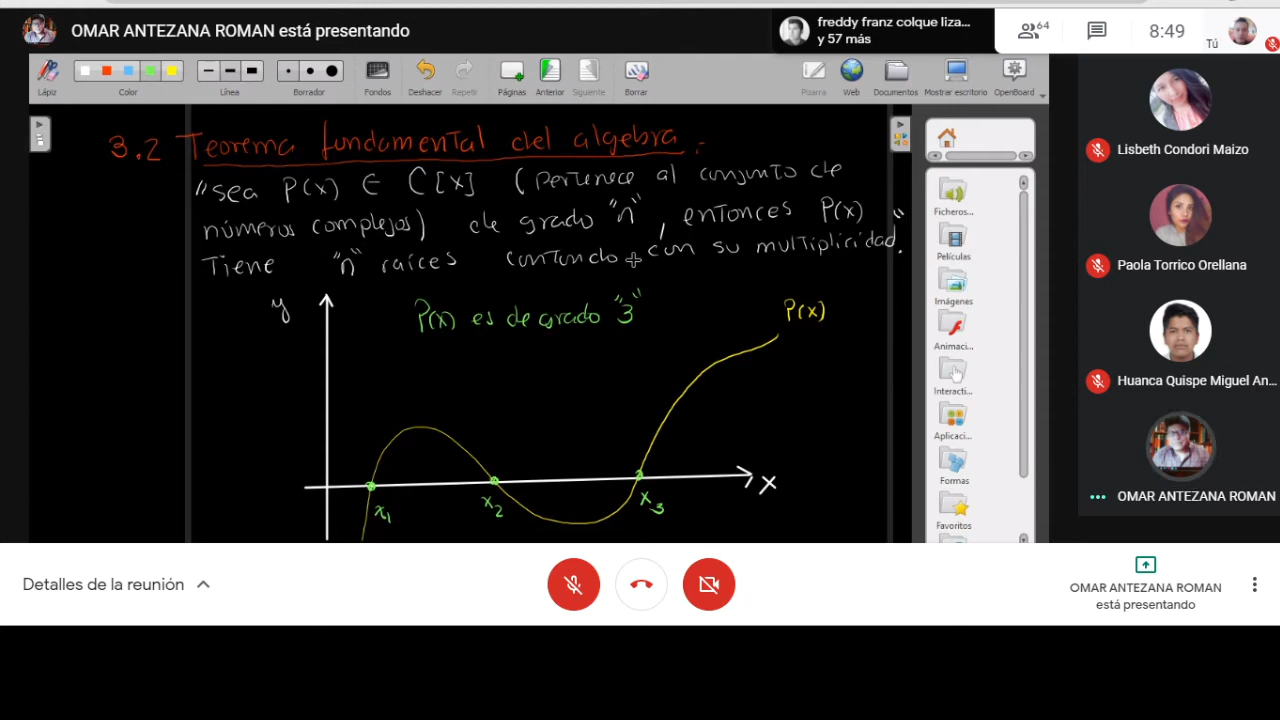 OMAR ANTEZANA ROMAN está presentando
freddy franz colque liza...
y 57 más
64
8:49
Tú
Lápiz
Color
Línea
Borrador
Fondos
Deshacer
Repetir
Páginas
Anterior
Siguiente
Borrar
Pizarra
Web
Documentos
Mostrar escritorio
OpenBoard
3.2 Teorema fundamental del algebra.
"sea P(x) ∈ C[x] (pertenece al conjunto de
números complejos) de grado "n", entonces P(x)
Tiene "n" raíces contando con su multiplicidad."
y
P(x) es de grado "3"
P(x)
x
x1
x2
x3
Ficheros...
Películas
Imágenes
Animaci...
Interacti...
Aplicaci...
Formas
Favoritos
Lisbeth Condori Maizo
Paola Torrico Orellana
Huanca Quispe Miguel An...
OMAR ANTEZANA ROMAN
Detalles de la reunión
OMAR ANTEZANA ROMAN
está presentando